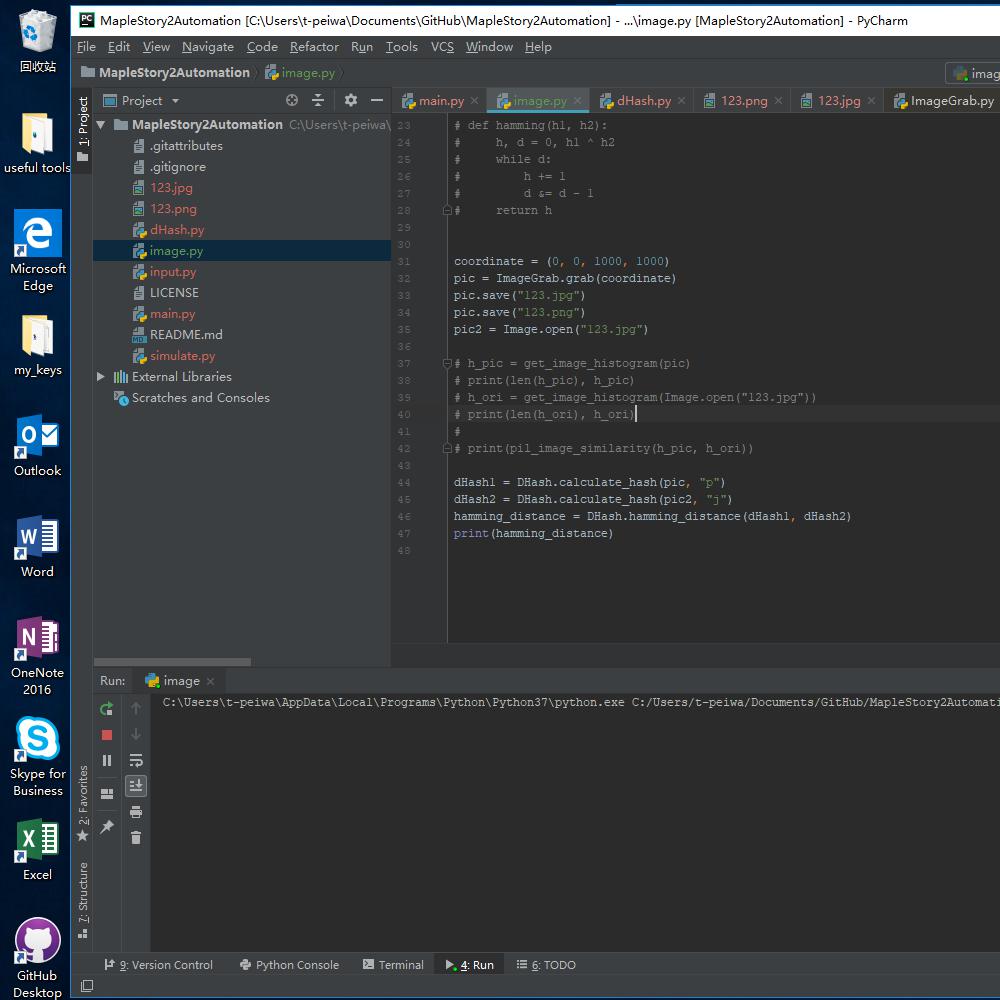 MapleStory2Automation [C:\Users\t-peiwa\Documents\GitHub\MapleStory2Automation] - ...\image.py [MapleStory2Automation] - PyCharm
File Edit View Navigate Code Refactor Run Tools VCS Window Help
MapleStory2Automation image.py imag
回收站
useful tools
Microsoft
Edge
my_keys
Outlook
Word
OneNote
2016
Skype for
Business
Excel
GitHub
Desktop
1: Project
2: Favorites
7: Structure
Project
MapleStory2Automation C:\Users\t-peiwa\
.gitattributes
.gitignore
123.jpg
123.png
dHash.py
image.py
input.py
LICENSE
main.py
README.md
simulate.py
External Libraries
Scratches and Consoles
main.py image.py dHash.py 123.png 123.jpg ImageGrab.py
23 # def hamming(h1, h2):
24 #     h, d = 0, h1 ^ h2
25 #     while d:
26 #         h += 1
27 #         d &= d - 1
28 #     return h
29
30
31 coordinate = (0, 0, 1000, 1000)
32 pic = ImageGrab.grab(coordinate)
33 pic.save("123.jpg")
34 pic.save("123.png")
35 pic2 = Image.open("123.jpg")
36
37 # h_pic = get_image_histogram(pic)
38 # print(len(h_pic), h_pic)
39 # h_ori = get_image_histogram(Image.open("123.jpg"))
40 # print(len(h_ori), h_ori)
41 #
42 # print(pil_image_similarity(h_pic, h_ori))
43
44 dHash1 = DHash.calculate_hash(pic, "p")
45 dHash2 = DHash.calculate_hash(pic2, "j")
46 hamming_distance = DHash.hamming_distance(dHash1, dHash2)
47 print(hamming_distance)
48
Run: image
C:\Users\t-peiwa\AppData\Local\Programs\Python\Python37\python.exe C:/Users/t-peiwa/Documents/GitHub/MapleStory2Automati
9: Version Control Python Console Terminal 4: Run 6: TODO